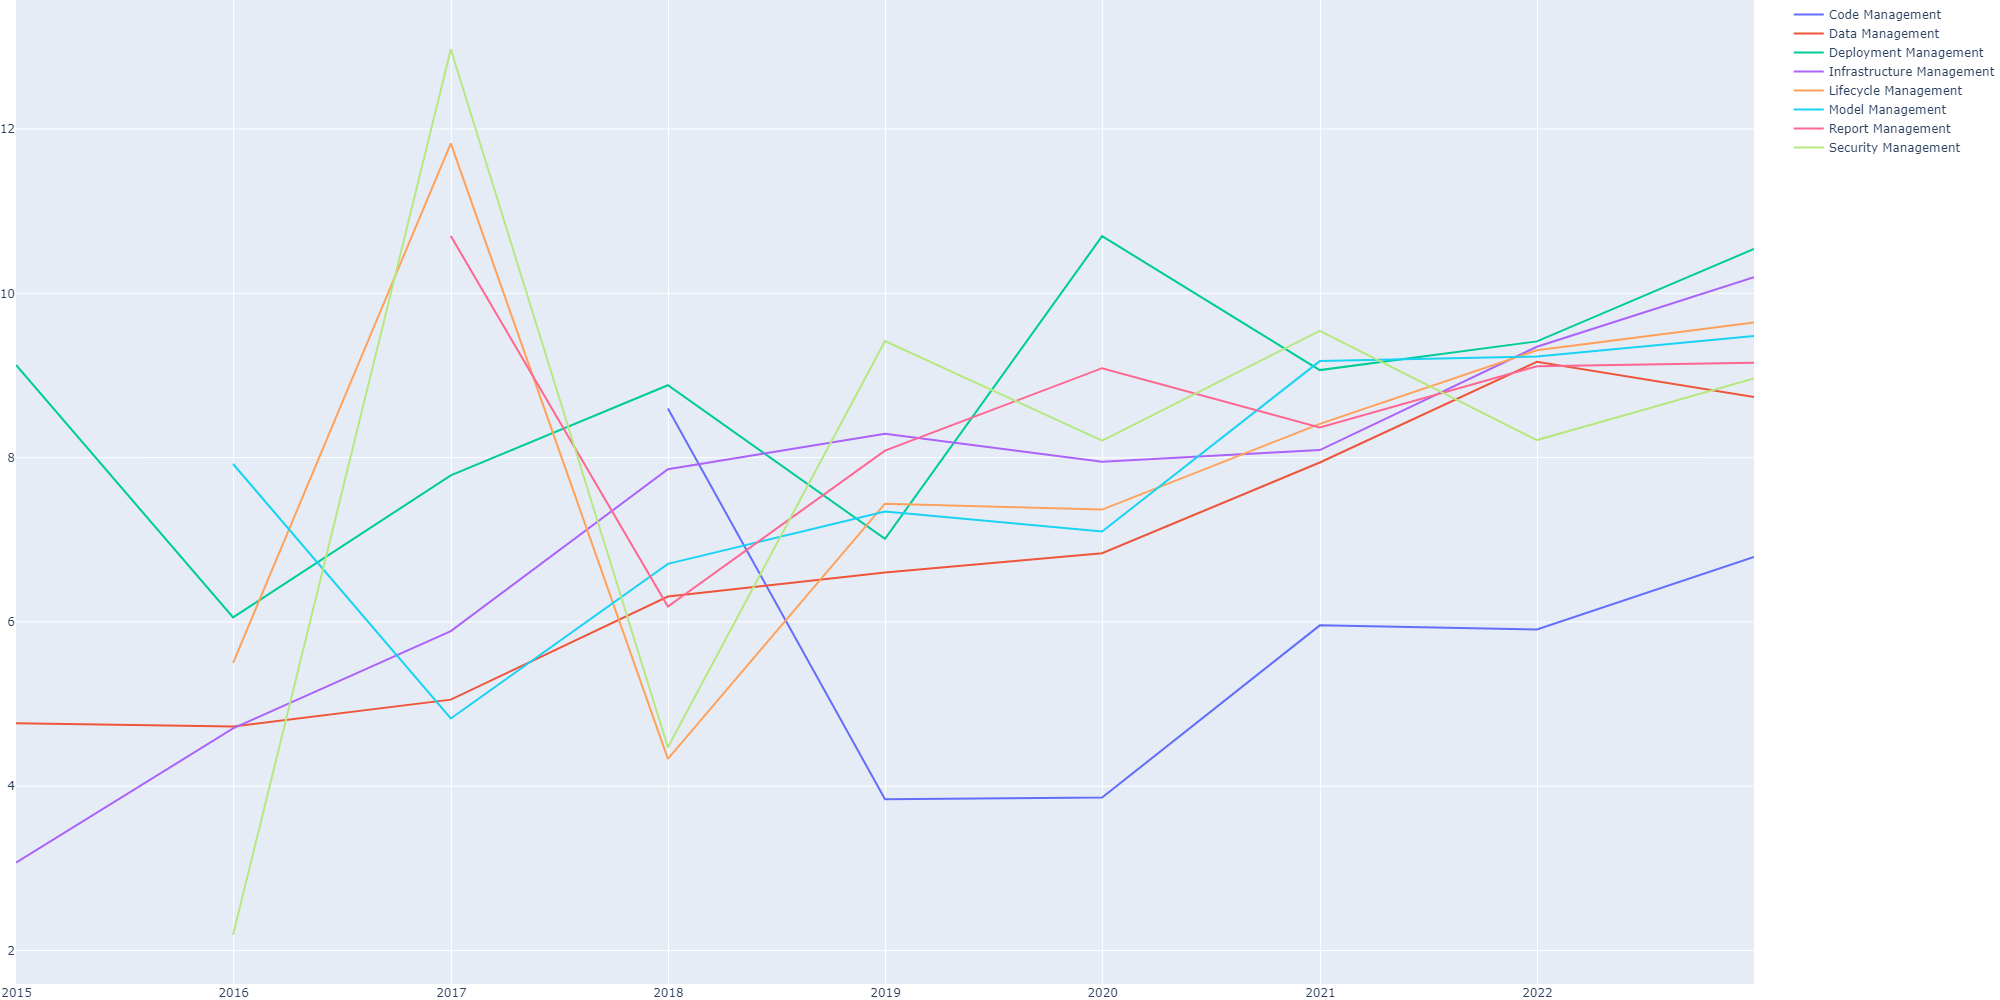 Code Management
Data Management
Deployment Management
Infrastructure Management
Lifecycle Management
Model Management
Report Management
Security Management
12
10
8
6
4
2
2015 2016 2017 2018 2019 2020 2021 2022